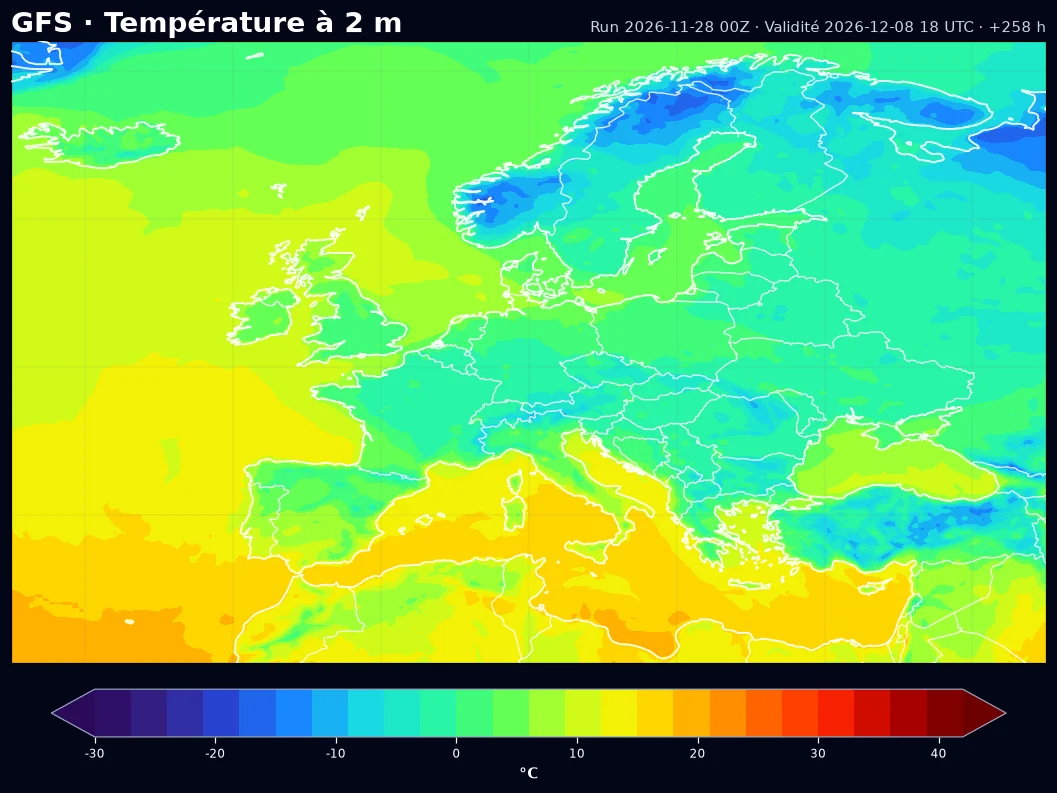 GFS · Température à 2 m
Run 2026-11-28 00Z · Validité 2026-12-08 18 UTC · +258 h
-30 -20 -10 0 10 20 30 40
°C